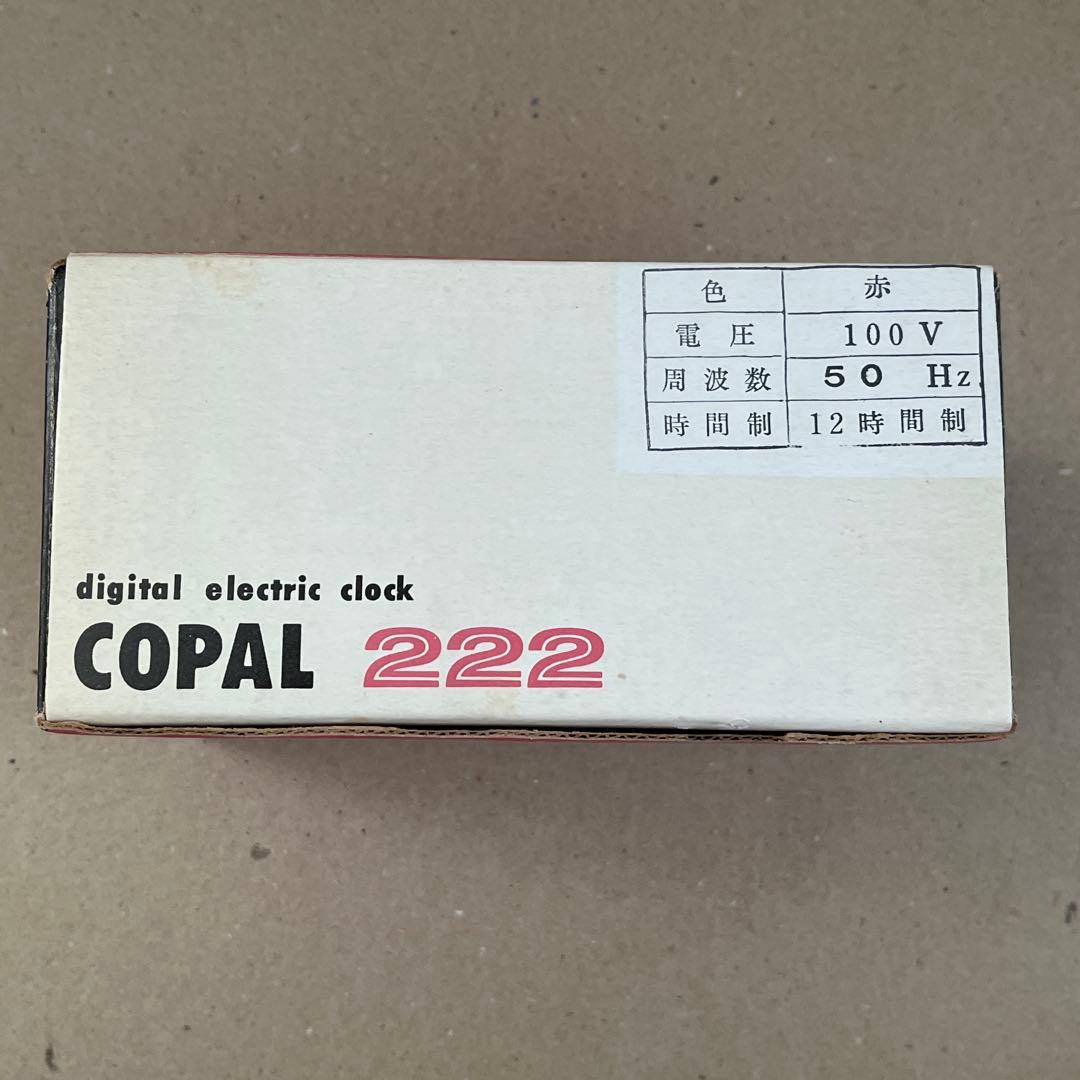 色 赤
電圧 100V
周波数 50 Hz
時間制 12時間制
digital electric clock
COPAL 222